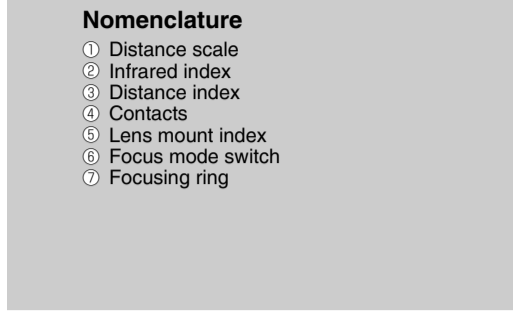 Nomenclature
① Distance scale
② Infrared index
③ Distance index
④ Contacts
⑤ Lens mount index
⑥ Focus mode switch
⑦ Focusing ring